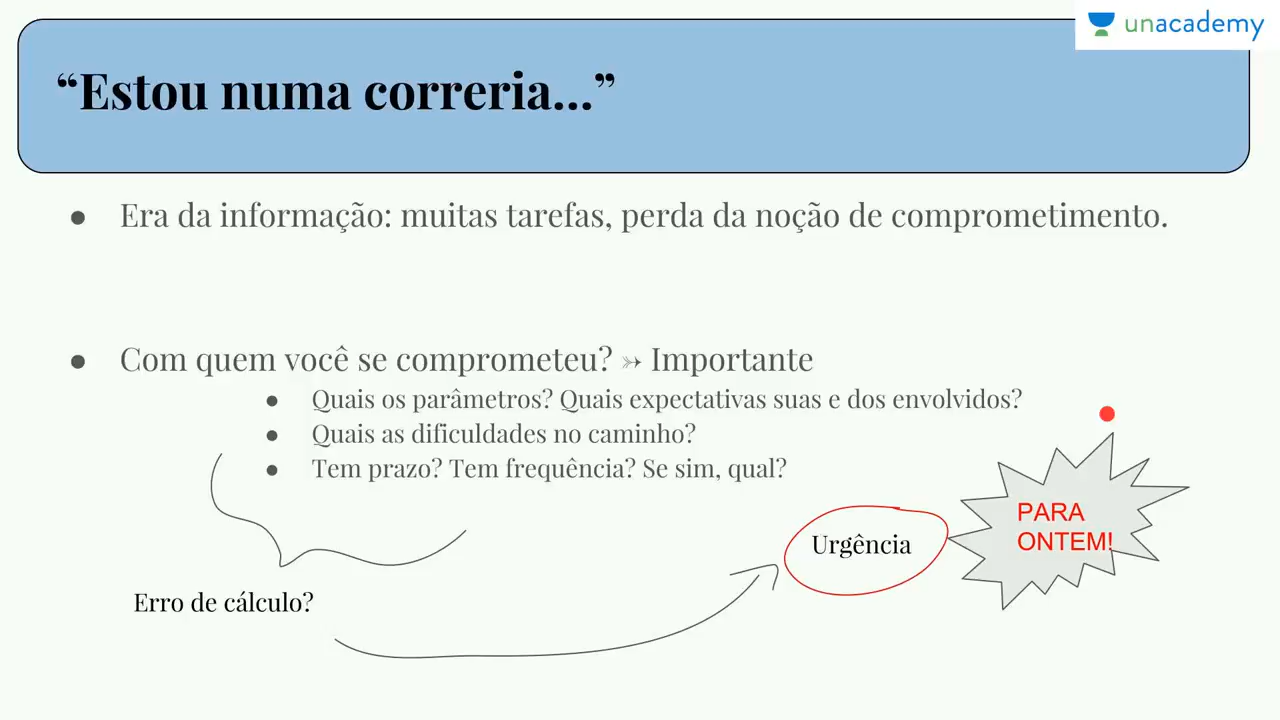 unacademy
“Estou numa correria...”
● Era da informação: muitas tarefas, perda da noção de comprometimento.
● Com quem você se comprometeu? ↣ Importante
● Quais os parâmetros? Quais expectativas suas e dos envolvidos?
● Quais as dificuldades no caminho?
● Tem prazo? Tem frequência? Se sim, qual?
PARA
ONTEM!
Urgência
Erro de cálculo?